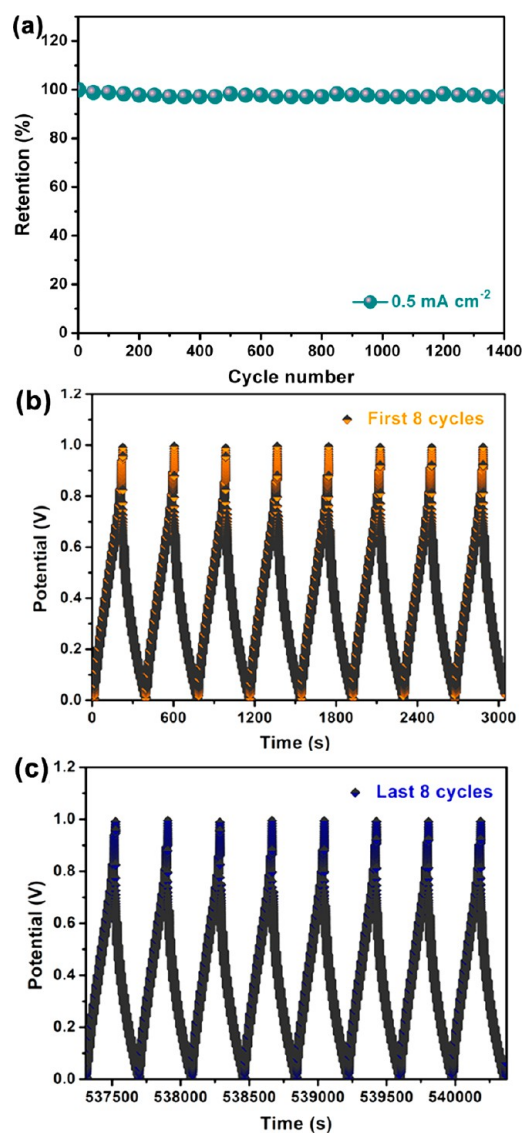 (a)
120
100
80
60
40
20
0
Retention (%)
0.5 mA cm-2
0 200 400 600 800 1000 1200 1400
Cycle number
(b)
1.2
1.0
0.8
0.6
0.4
0.2
0.0
Potential (V)
First 8 cycles
0 600 1200 1800 2400 3000
Time (s)
(c)
1.2
1.0
0.8
0.6
0.4
0.2
0.0
Potential (V)
Last 8 cycles
537500 538000 538500 539000 539500 540000
Time (s)